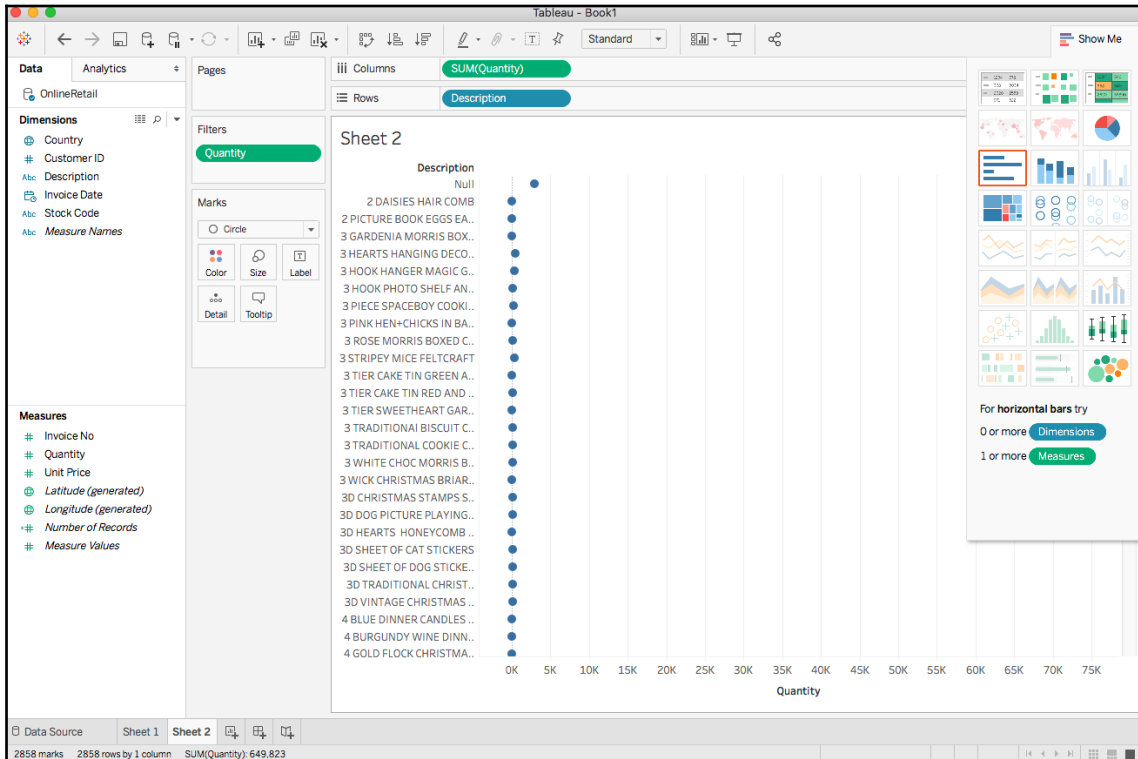 Tableau - Book1
Standard
Show Me
Data
Analytics
OnlineRetail
Dimensions
Country
Customer ID
Abc Description
Invoice Date
Abc Stock Code
Abc Measure Names
Measures
Invoice No
Quantity
Unit Price
Latitude (generated)
Longitude (generated)
Number of Records
Measure Values
Pages
Filters
Quantity
Marks
Circle
Color
Size
Label
Detail
Tooltip
Columns
SUM(Quantity)
Rows
Description
Sheet 2
Description
Null
2 DAISIES HAIR COMB
2 PICTURE BOOK EGGS EA..
3 GARDENIA MORRIS BOX..
3 HEARTS HANGING DECO..
3 HOOK HANGER MAGIC G..
3 HOOK PHOTO SHELF AN..
3 PIECE SPACEBOY COOKI..
3 PINK HEN+CHICKS IN BA..
3 ROSE MORRIS BOXED C..
3 STRIPEY MICE FELTCRAFT
3 TIER CAKE TIN GREEN A..
3 TIER CAKE TIN RED AND ..
3 TIER SWEETHEART GAR..
3 TRADITIONAl BISCUIT C..
3 TRADITIONAL COOKIE C..
3 WHITE CHOC MORRIS B..
3 WICK CHRISTMAS BRIAR..
3D CHRISTMAS STAMPS S..
3D DOG PICTURE PLAYING..
3D HEARTS  HONEYCOMB ..
3D SHEET OF CAT STICKERS
3D SHEET OF DOG STICKE..
3D TRADITIONAL CHRIST..
3D VINTAGE CHRISTMAS ..
4 BLUE DINNER CANDLES ..
4 BURGUNDY WINE DINN..
4 GOLD FLOCK CHRISTMA..
0K 5K 10K 15K 20K 25K 30K 35K 40K 45K 50K 55K 60K 65K 70K 75K
Quantity
For horizontal bars try
0 or more Dimensions
1 or more Measures
Data Source
Sheet 1
Sheet 2
2858 marks 2858 rows by 1 column SUM(Quantity): 649,823